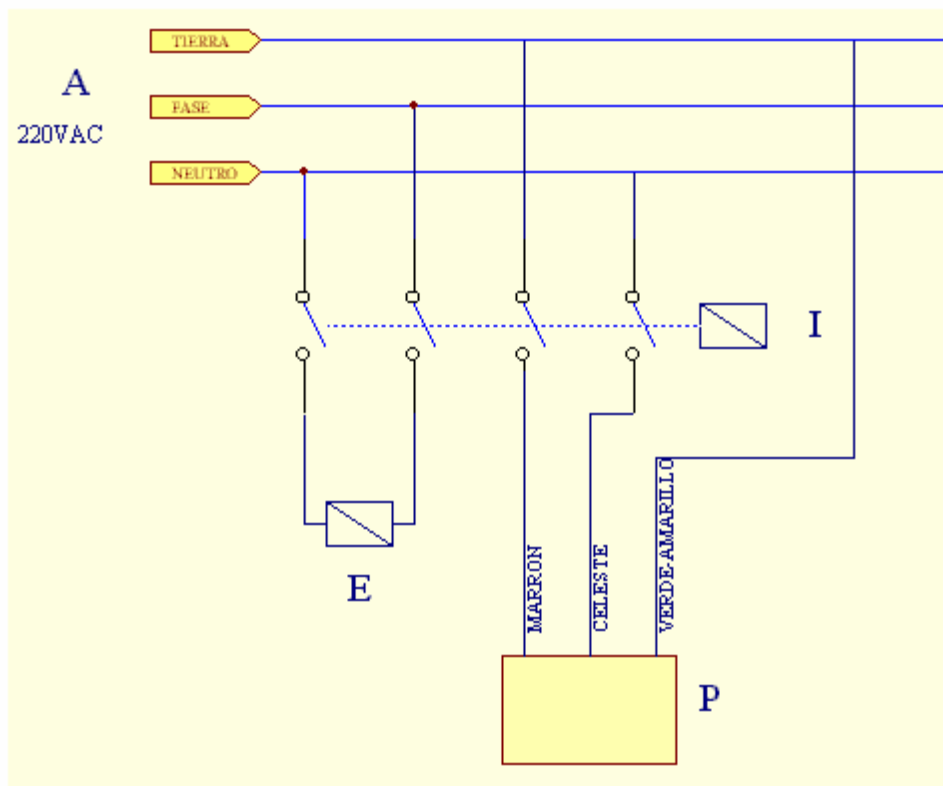 TIERRA
A
FASE
220VAC
NEUTRO
I
E
MARRON
CELESTE
VERDE-AMARILLO
P